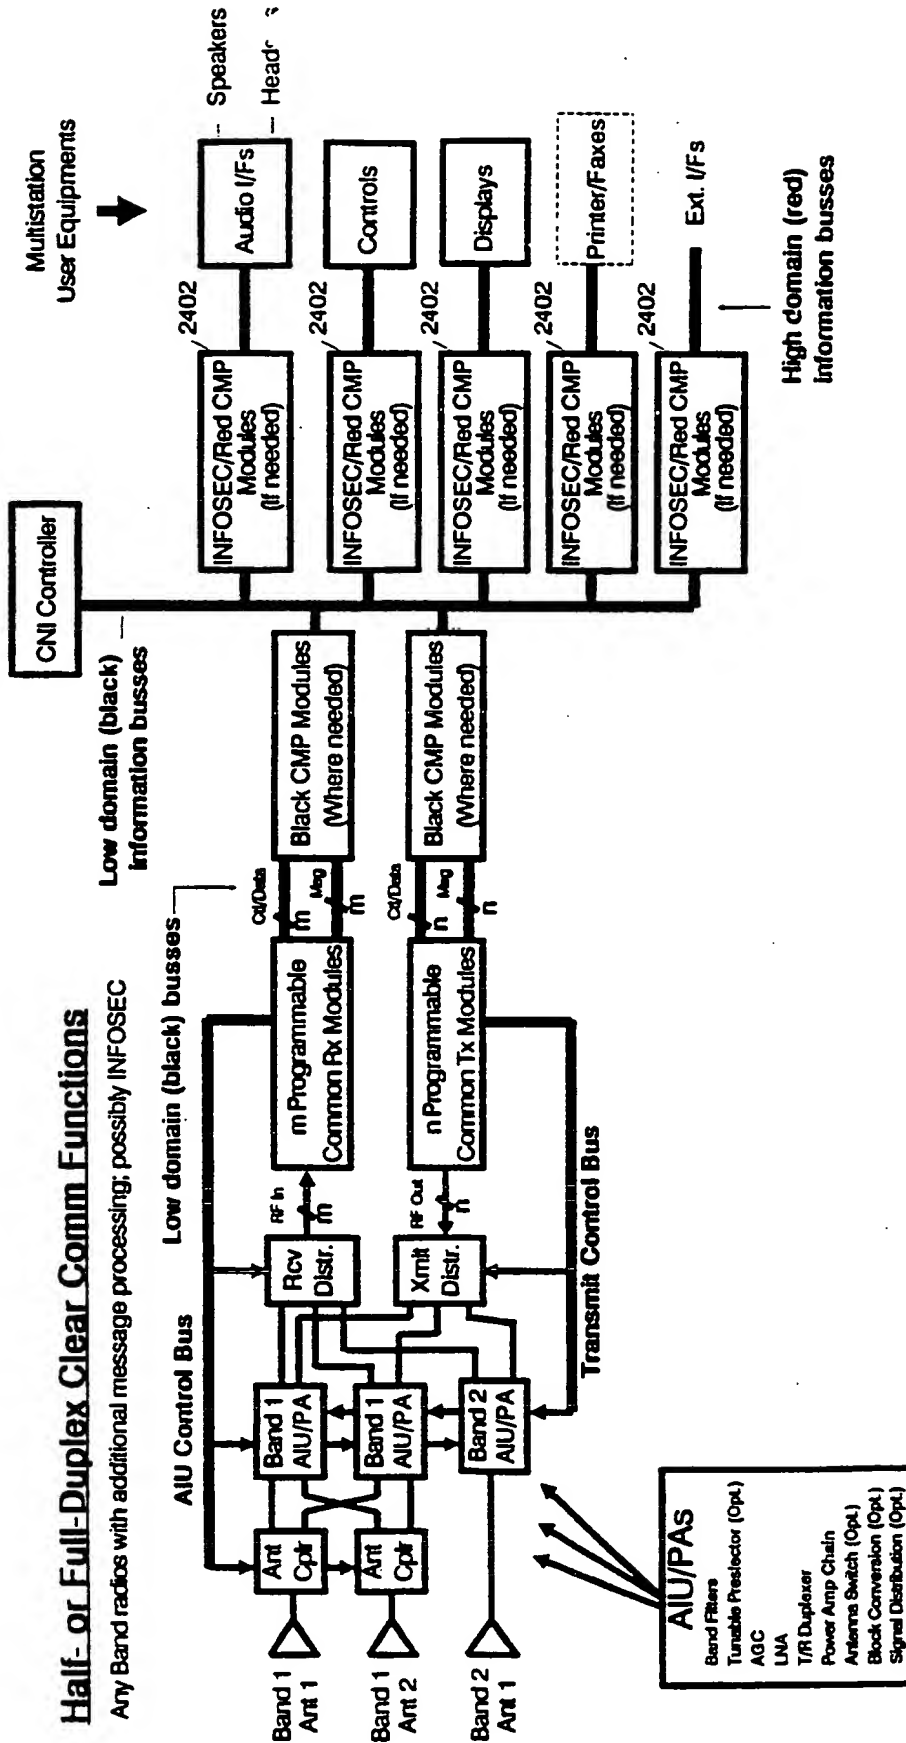 Half- or Full-Duplex Clear Comm Functions
Any Band radios with additional message processing; possibly INFOSEC
Multistation
User Equipments
CNI Controller
Low domain (black)
information busses
Low domain (black) busses
AIU Control Bus
Band 1
Ant 1
Band 1
Ant 2
Band 2
Ant 1
Ant
Cplr
Ant
Cplr
Band 1
AIU/PA
Band 1
AIU/PA
Band 2
AIU/PA
Rcv
Distr.
Xmit
Distr.
RF In
m
RF Out
n
m Programmable
Common Rx Modules
n Programmable
Common Tx Modules
Ctl/Data
m
Msg
m
Ctl/Data
n
Msg
n
Black CMP Modules
(Where needed)
Black CMP Modules
(Where needed)
Transmit Control Bus
INFOSEC/Red CMP
Modules
(If needed)
2402
Audio I/Fs
Speakers
INFOSEC/Red CMP
Modules
(If needed)
2402
Controls
INFOSEC/Red CMP
Modules
(If needed)
2402
Displays
INFOSEC/Red CMP
Modules
(If needed)
2402
Printer/Faxes
INFOSEC/Red CMP
Modules
(If needed)
2402
Ext. I/Fs
High domain (red)
information busses
AIU/PAs
Band Filters
Tunable Preslector (Opt.)
AGC
LNA
T/R Duplexer
Power Amp Chain
Antenna Switch (Opt.)
Block Conversion (Opt.)
Signal Distribution (Opt.)